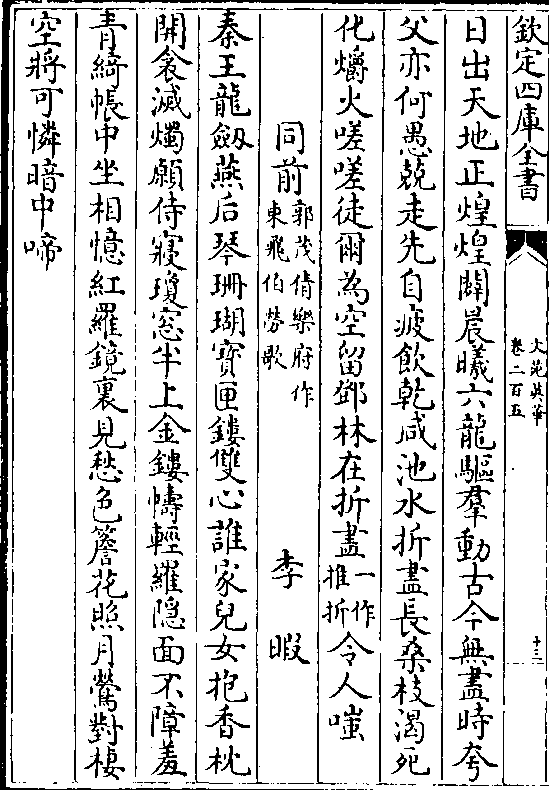 欽定四庫全書
文苑英華
卷二百五
十三
日出天地正煌煌闢晨曦六龍驅羣動古今無盡時夸
父亦何愚兢走先自疲飲乾咸池水折盡長桑枝渴死
化爝火嗟嗟徒爾為空留鄧林在折盡一作推折令人嗤
同前郭茂倩樂府作東飛伯勞歌 李暇
秦王龍劔燕后琴珊瑚寶匣鏤雙心誰家兒女抱香枕
開衾滅燭願侍寢瓊窓半上金鏤幬輕羅隠面不障羞
青綺帳中坐相憶紅羅鏡裏見愁色簷花照月鶯對棲
空將可憐暗中啼